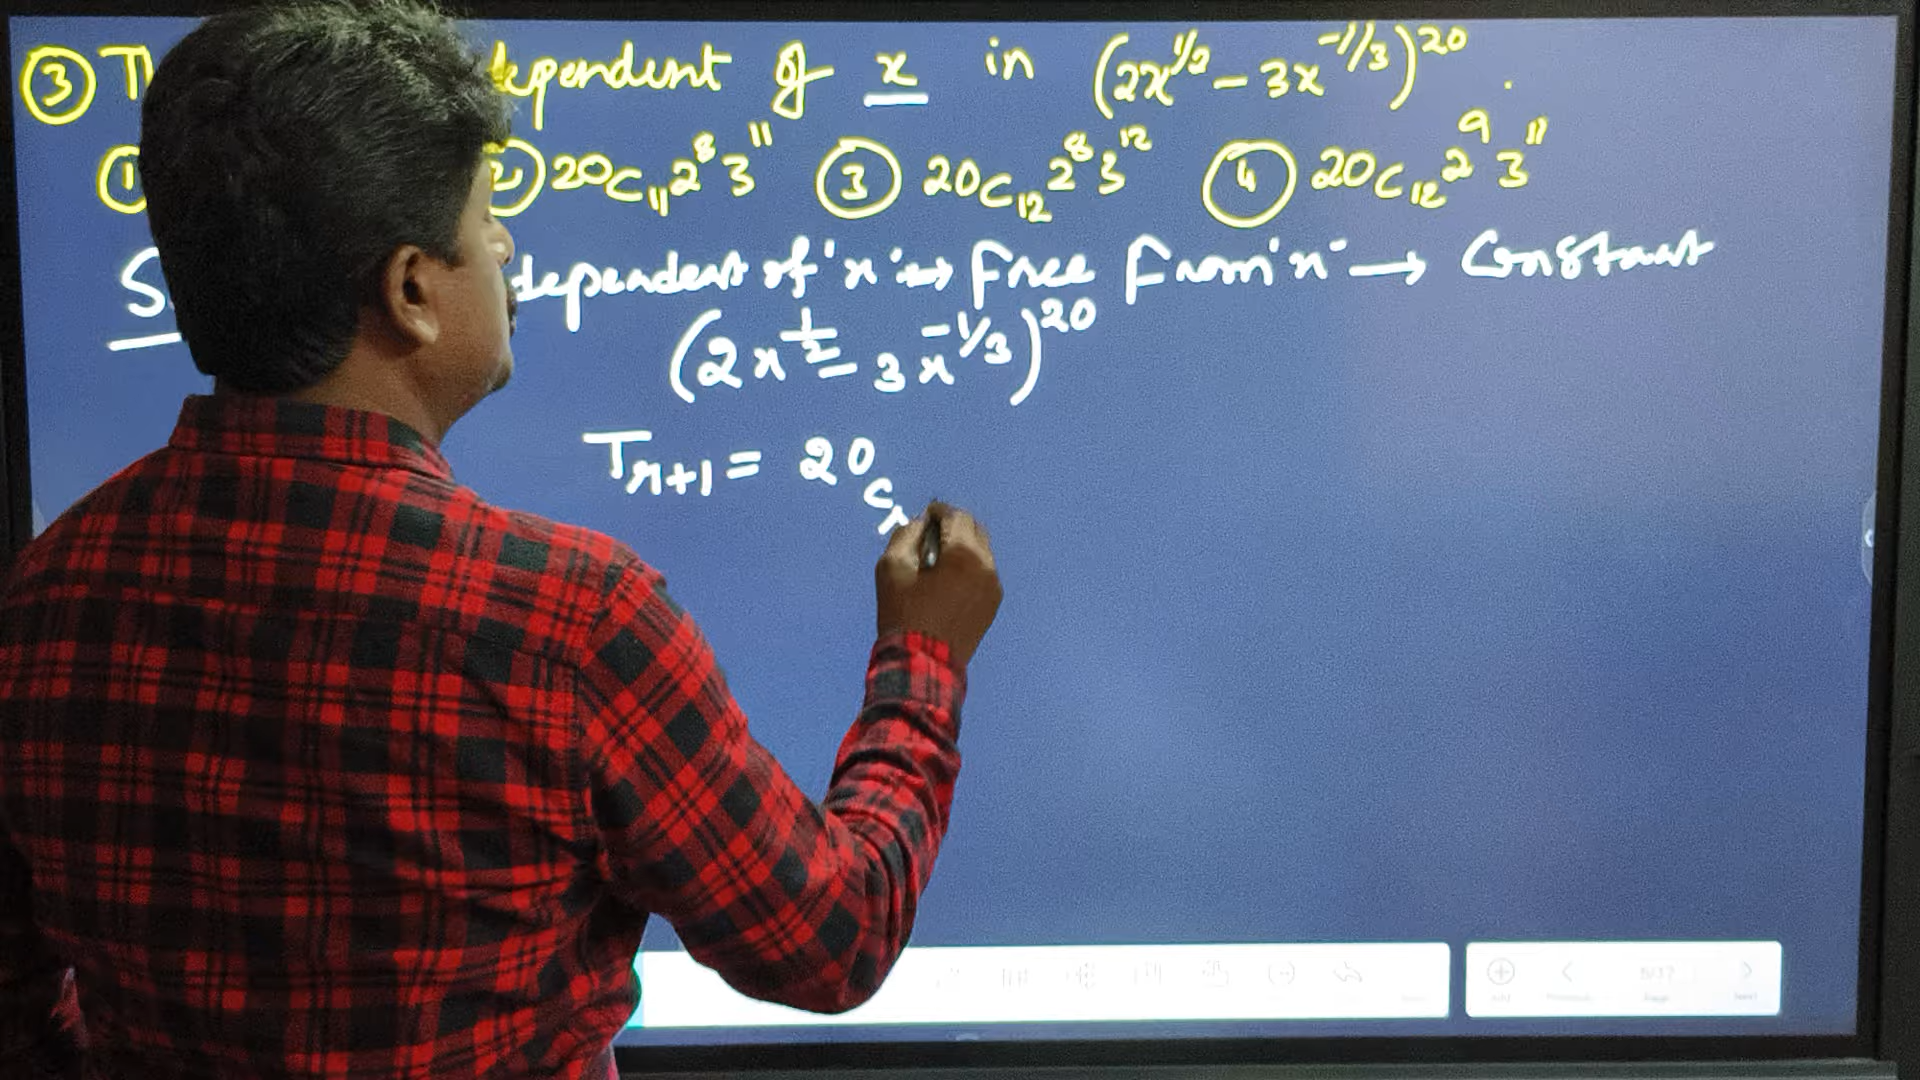 ③ dependent of x in (2x^1/2 - 3x^-1/3)^20 .
② 20c₁₁ 2^8 3^11 ③ 20c₁₂ 2^8 3^12 ④ 20c₁₂ 2^9 3^11
dependent of 'x' ↔ Free From 'x' → Constant
(2x^1/2 - 3x^-1/3)^20
Tr+1 = 20cr